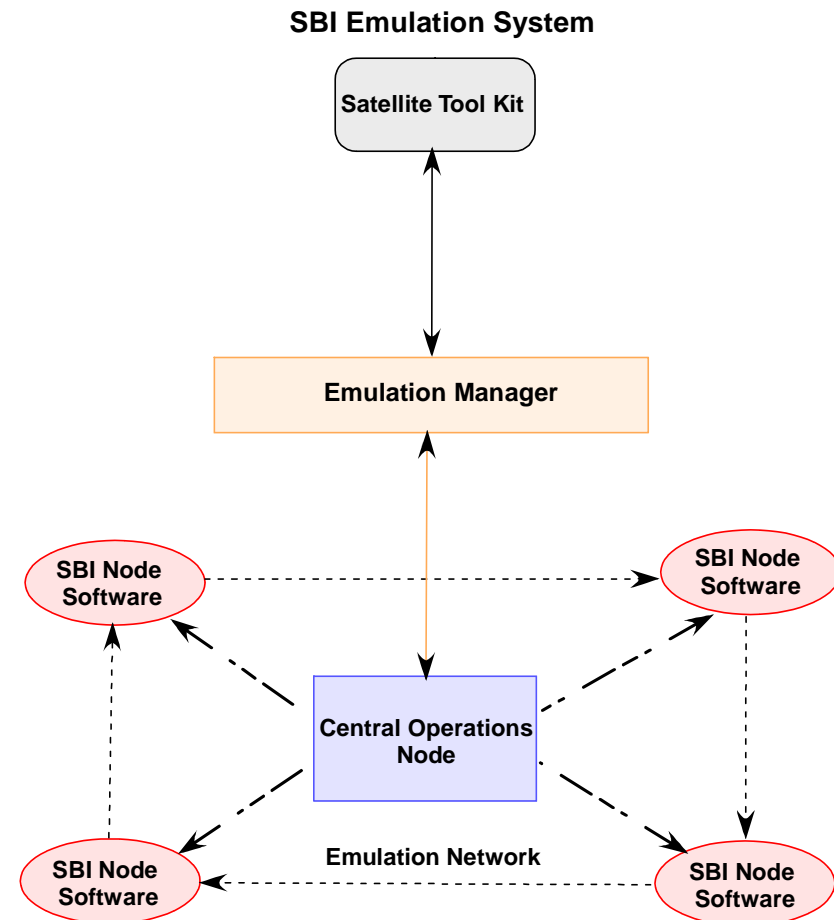 SBI Emulation System
Satellite Tool Kit
Emulation Manager
SBI Node
Software
SBI Node
Software
Central Operations
Node
Emulation Network
SBI Node
Software
SBI Node
Software